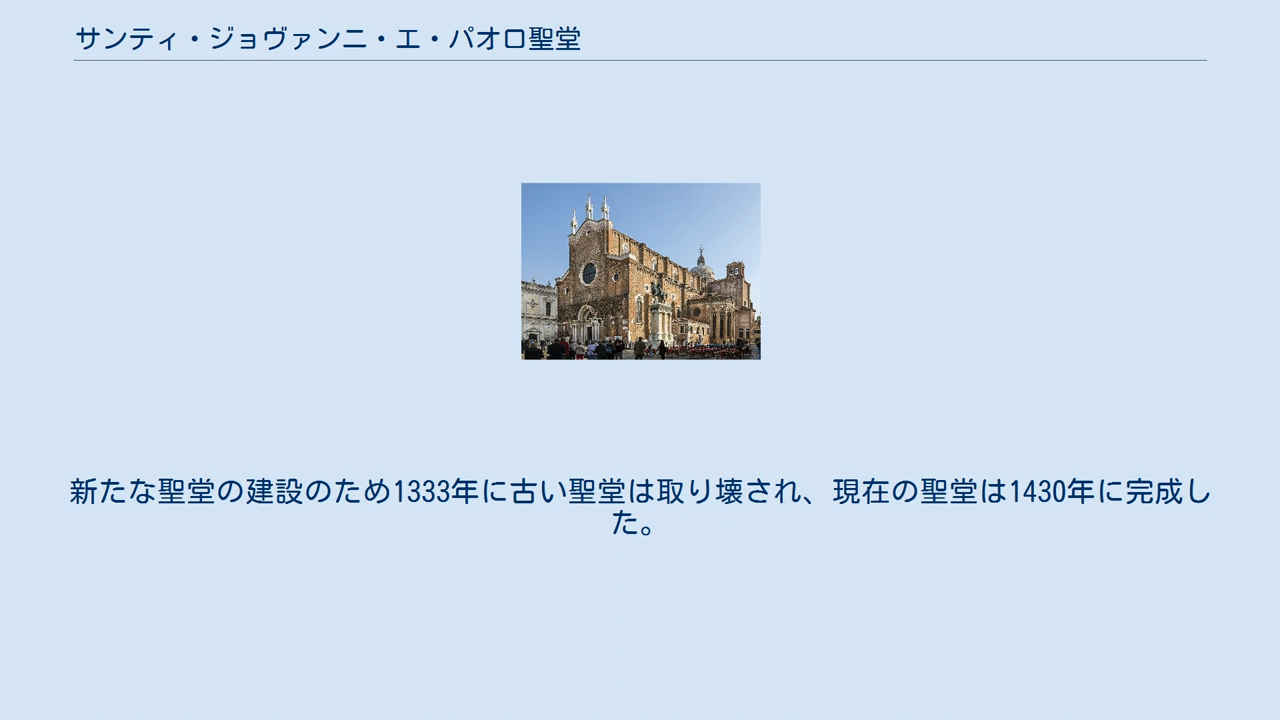 サンティ・ジョヴァンニ・エ・パオロ聖堂
新たな聖堂の建設のため1333年に古い聖堂は取り壊され、現在の聖堂は1430年に完成し
た。